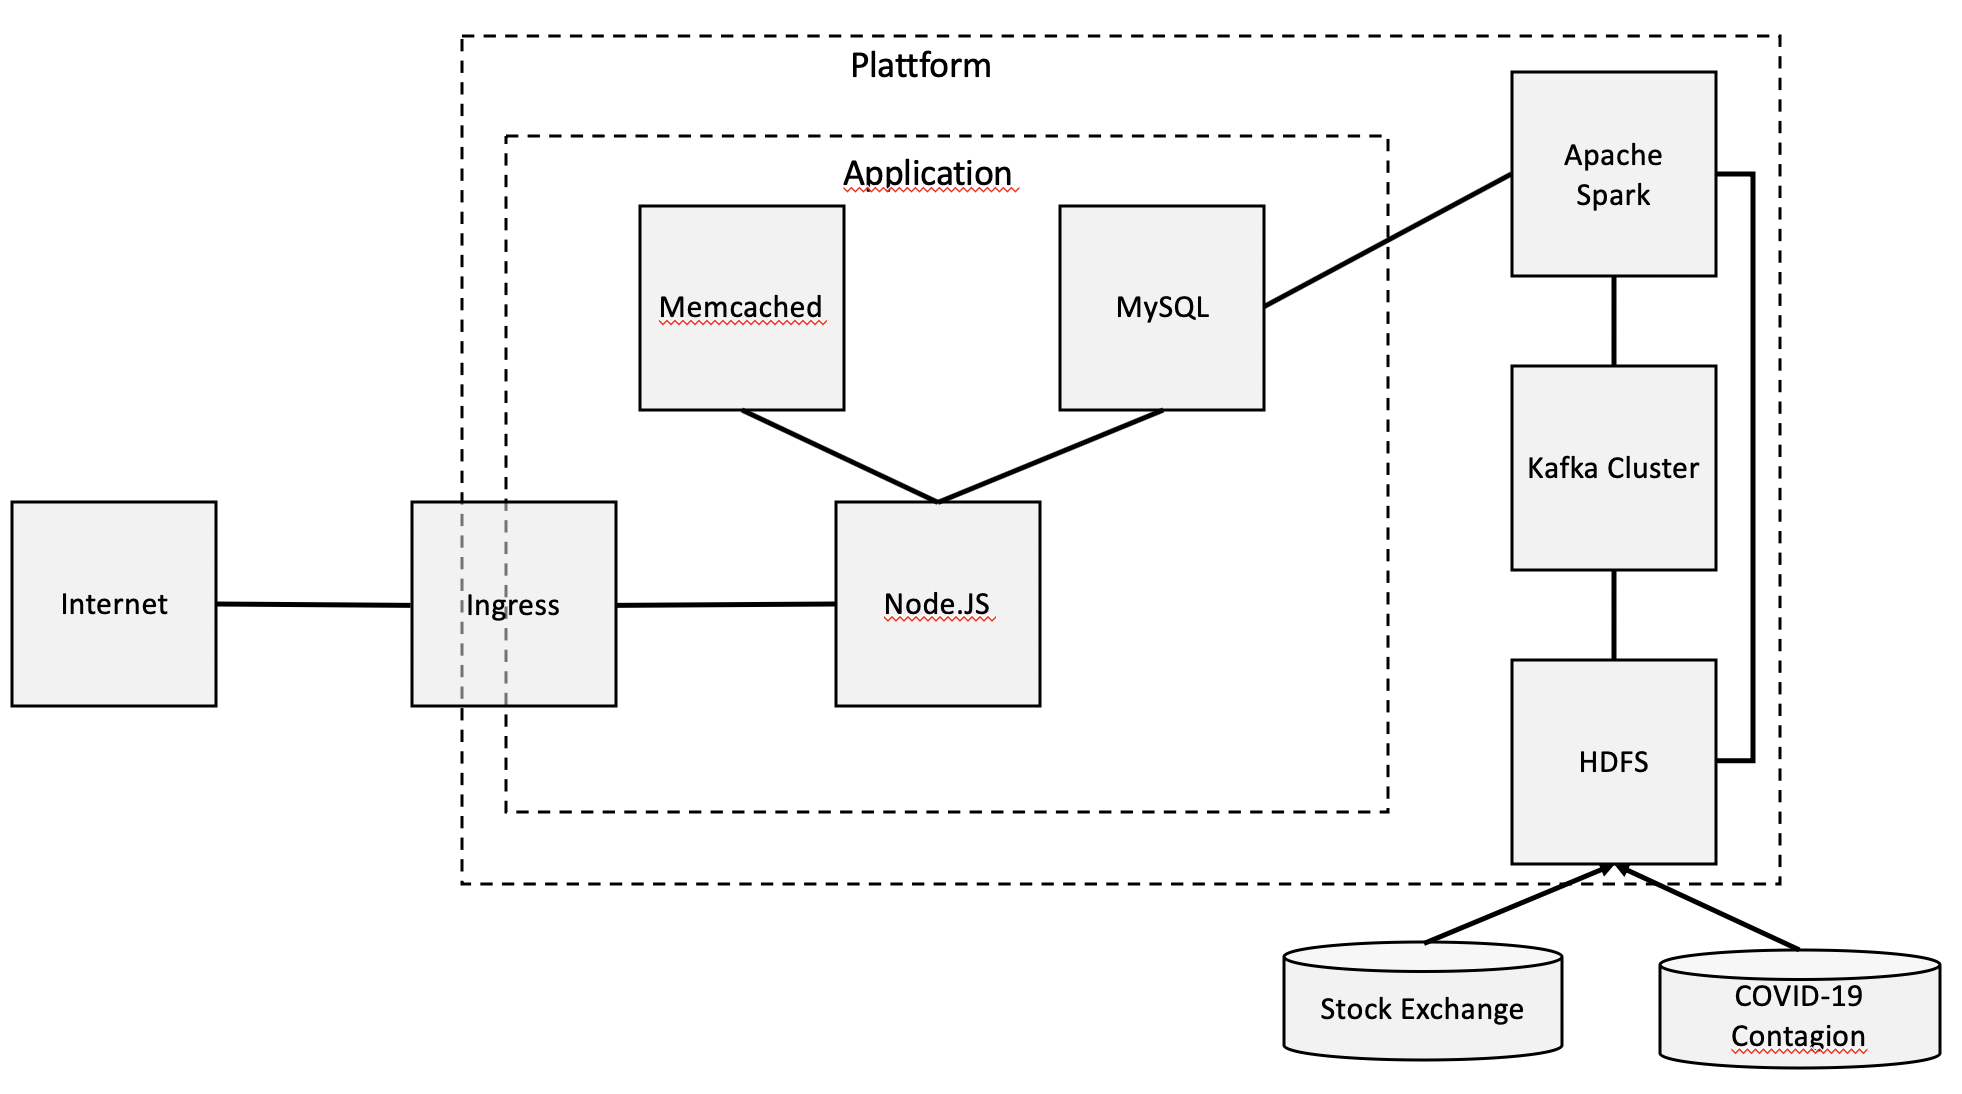 Plattform
Application
Apache
Spark
Memcached
MySQL
Kafka Cluster
Internet
Ingress
Node.JS
HDFS
Stock Exchange
COVID-19
Contagion